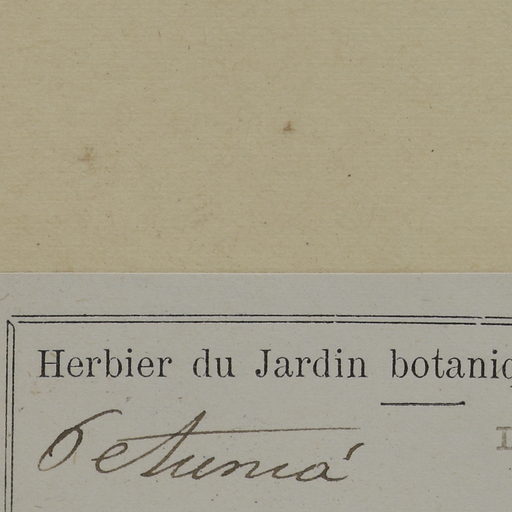 Herbier du Jardin botaniq
Petunia